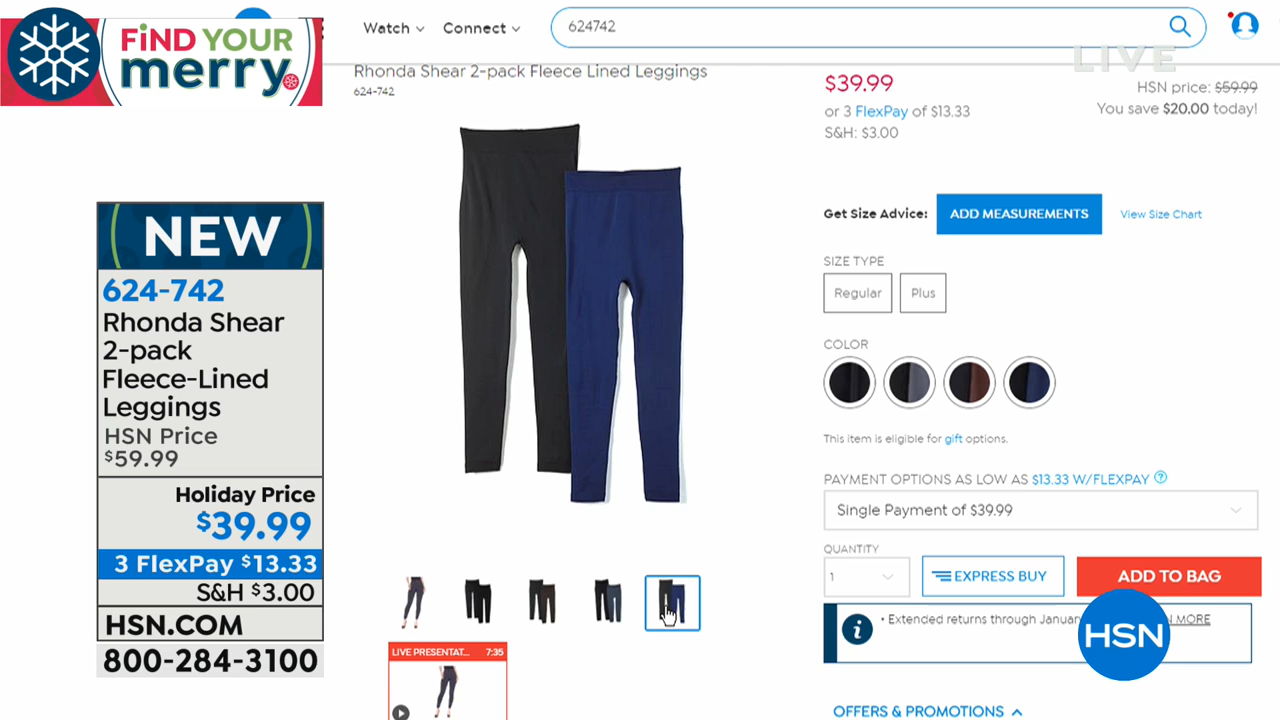 FiND YOUR
merry.
Watch
Connect
624742
LIVE
Rhonda Shear 2-pack Fleece Lined Leggings
624-742
$39.99
HSN price: $59.99
or 3 FlexPay of $13.33
You save $20.00 today!
S&H: $3.00
NEW
624-742
Rhonda Shear
2-pack
Fleece-Lined
Leggings
HSN Price
$59.99
Holiday Price
$39.99
3 FlexPay $13.33
S&H $3.00
HSN.COM
800-284-3100
Get Size Advice:
ADD MEASUREMENTS
View Size Chart
SIZE TYPE
Regular
Plus
COLOR
This item is eligible for gift options.
PAYMENT OPTIONS AS LOW AS $13.33 W/FLEXPAY ?
Single Payment of $39.99
QUANTITY
1
EXPRESS BUY
ADD TO BAG
i
• Extended returns through Januar
N MORE
HSN
LIVE PRESENTAT... 7:35
OFFERS & PROMOTIONS